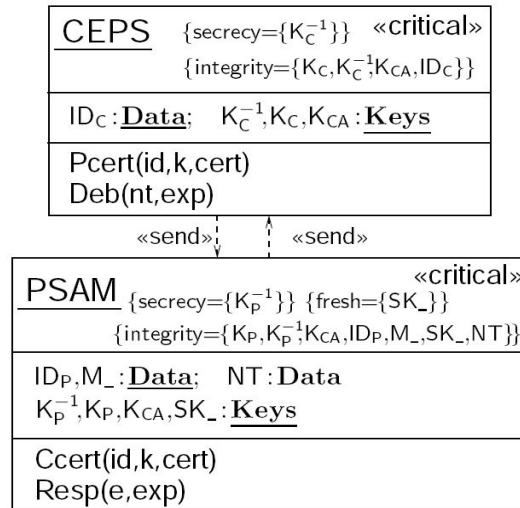 CEPS {secrecy={K_C^{-1}}} «critical»
{integrity={K_C,K_C^{-1},K_CA,ID_C}}
ID_C:Data; K_C^{-1},K_C,K_CA:Keys
Pcert(id,k,cert)
Deb(nt,exp)
«send» «send»
«critical»
PSAM {secrecy={K_P^{-1}}} {fresh={SK_}}
{integrity={K_P,K_P^{-1},K_CA,ID_P,M_,SK_,NT}}
ID_P,M_:Data; NT:Data
K_P^{-1},K_P,K_CA,SK_:Keys
Ccert(id,k,cert)
Resp(e,exp)